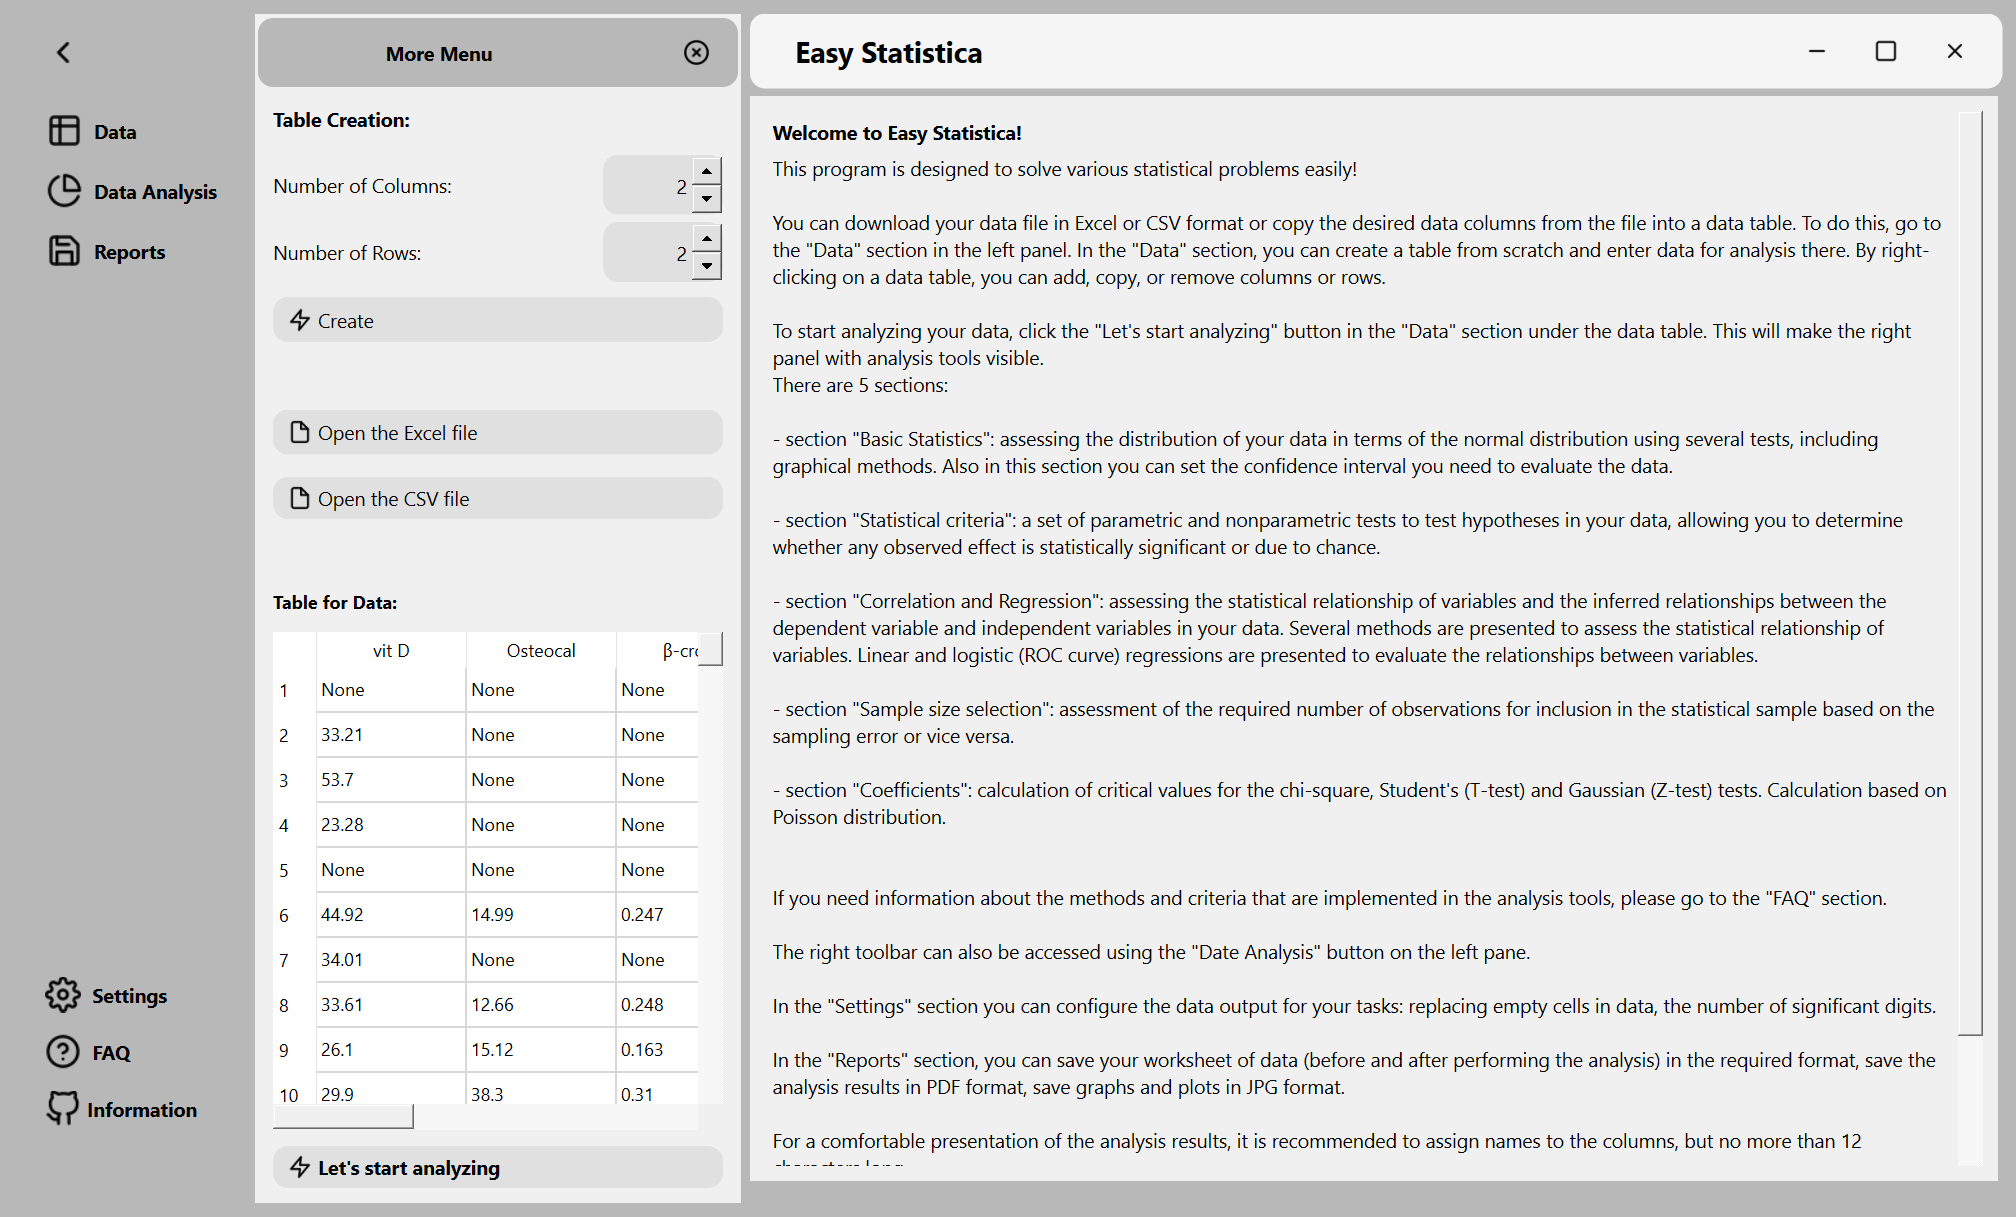 Data
Data Analysis
Reports
Settings
FAQ
Information
More Menu
Table Creation:
Number of Columns: 2
Number of Rows: 2
Create
Open the Excel file
Open the CSV file
Table for Data:
vit D Osteocal β-cro
1 None None None
2 33.21 None None
3 53.7 None None
4 23.28 None None
5 None None None
6 44.92 14.99 0.247
7 34.01 None None
8 33.61 12.66 0.248
9 26.1 15.12 0.163
10 29.9 38.3 0.31
Let's start analyzing
Easy Statistica
Welcome to Easy Statistica!
This program is designed to solve various statistical problems easily!
You can download your data file in Excel or CSV format or copy the desired data columns from the file into a data table. To do this, go to
the "Data" section in the left panel. In the "Data" section, you can create a table from scratch and enter data for analysis there. By right-
clicking on a data table, you can add, copy, or remove columns or rows.
To start analyzing your data, click the "Let's start analyzing" button in the "Data" section under the data table. This will make the right
panel with analysis tools visible.
There are 5 sections:
- section "Basic Statistics": assessing the distribution of your data in terms of the normal distribution using several tests, including
graphical methods. Also in this section you can set the confidence interval you need to evaluate the data.
- section "Statistical criteria": a set of parametric and nonparametric tests to test hypotheses in your data, allowing you to determine
whether any observed effect is statistically significant or due to chance.
- section "Correlation and Regression": assessing the statistical relationship of variables and the inferred relationships between the
dependent variable and independent variables in your data. Several methods are presented to assess the statistical relationship of
variables. Linear and logistic (ROC curve) regressions are presented to evaluate the relationships between variables.
- section "Sample size selection": assessment of the required number of observations for inclusion in the statistical sample based on the
sampling error or vice versa.
- section "Coefficients": calculation of critical values for the chi-square, Student's (T-test) and Gaussian (Z-test) tests. Calculation based on
Poisson distribution.
If you need information about the methods and criteria that are implemented in the analysis tools, please go to the "FAQ" section.
The right toolbar can also be accessed using the "Date Analysis" button on the left pane.
In the "Settings" section you can configure the data output for your tasks: replacing empty cells in data, the number of significant digits.
In the "Reports" section, you can save your worksheet of data (before and after performing the analysis) in the required format, save the
analysis results in PDF format, save graphs and plots in JPG format.
For a comfortable presentation of the analysis results, it is recommended to assign names to the columns, but no more than 12